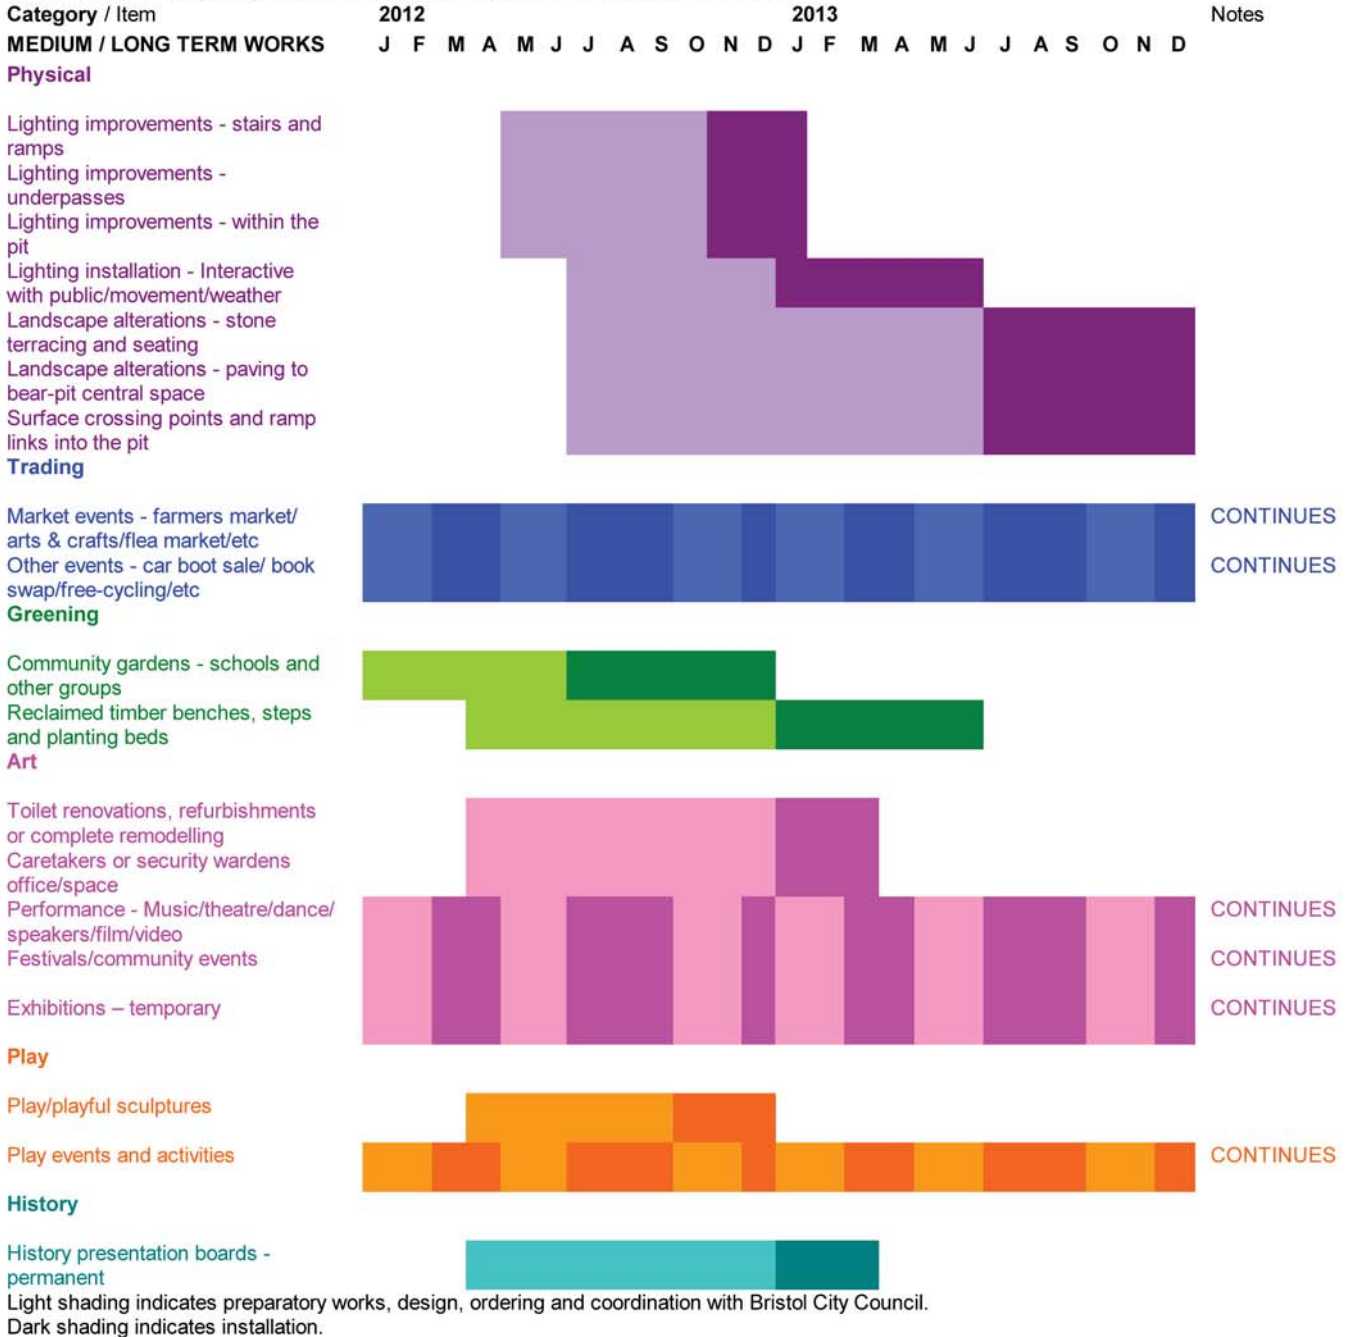 Category / Item 2012 2013 Notes
MEDIUM / LONG TERM WORKS J F M A M J J A S O N D J F M A M J J A S O N D
Physical
Lighting improvements - stairs and
ramps
Lighting improvements -
underpasses
Lighting improvements - within the
pit
Lighting installation - Interactive
with public/movement/weather
Landscape alterations - stone
terracing and seating
Landscape alterations - paving to
bear-pit central space
Surface crossing points and ramp
links into the pit
Trading
Market events - farmers market/ CONTINUES
arts & crafts/flea market/etc
Other events - car boot sale/ book CONTINUES
swap/free-cycling/etc
Greening
Community gardens - schools and
other groups
Reclaimed timber benches, steps
and planting beds
Art
Toilet renovations, refurbishments
or complete remodelling
Caretakers or security wardens
office/space
Performance - Music/theatre/dance/ CONTINUES
speakers/film/video
Festivals/community events CONTINUES
Exhibitions – temporary CONTINUES
Play
Play/playful sculptures
Play events and activities CONTINUES
History
History presentation boards -
permanent
Light shading indicates preparatory works, design, ordering and coordination with Bristol City Council.
Dark shading indicates installation.